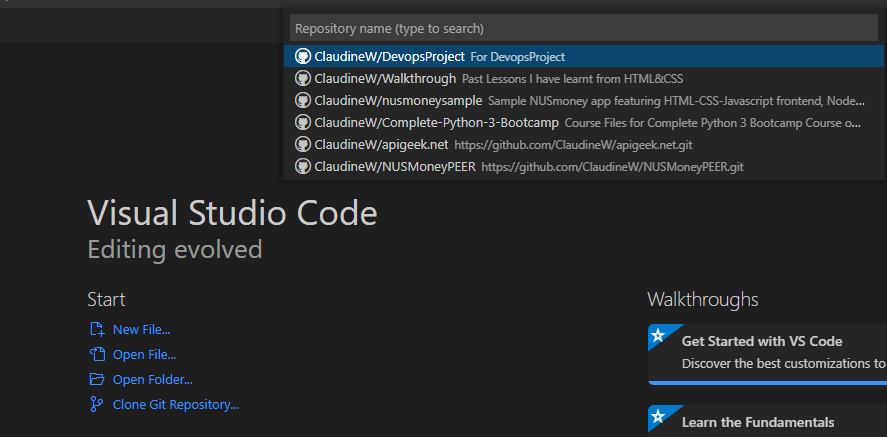 Repository name (type to search)
ClaudineW/DevopsProject For DevopsProject
ClaudineW/Walkthrough Past Lessons I have learnt from HTML&CSS
ClaudineW/nusmoneysample Sample NUSmoney app featuring HTML-CSS-Javascript frontend, Node...
ClaudineW/Complete-Python-3-Bootcamp Course Files for Complete Python 3 Bootcamp Course o...
ClaudineW/apigeek.net https://github.com/ClaudineW/apigeek.net.git
ClaudineW/NUSMoneyPEER https://github.com/ClaudineW/NUSMoneyPEER.git
Visual Studio Code
Editing evolved
Start
New File...
Open File...
Open Folder...
Clone Git Repository...
Walkthroughs
Get Started with VS Code
Discover the best customizations to
Learn the Fundamentals